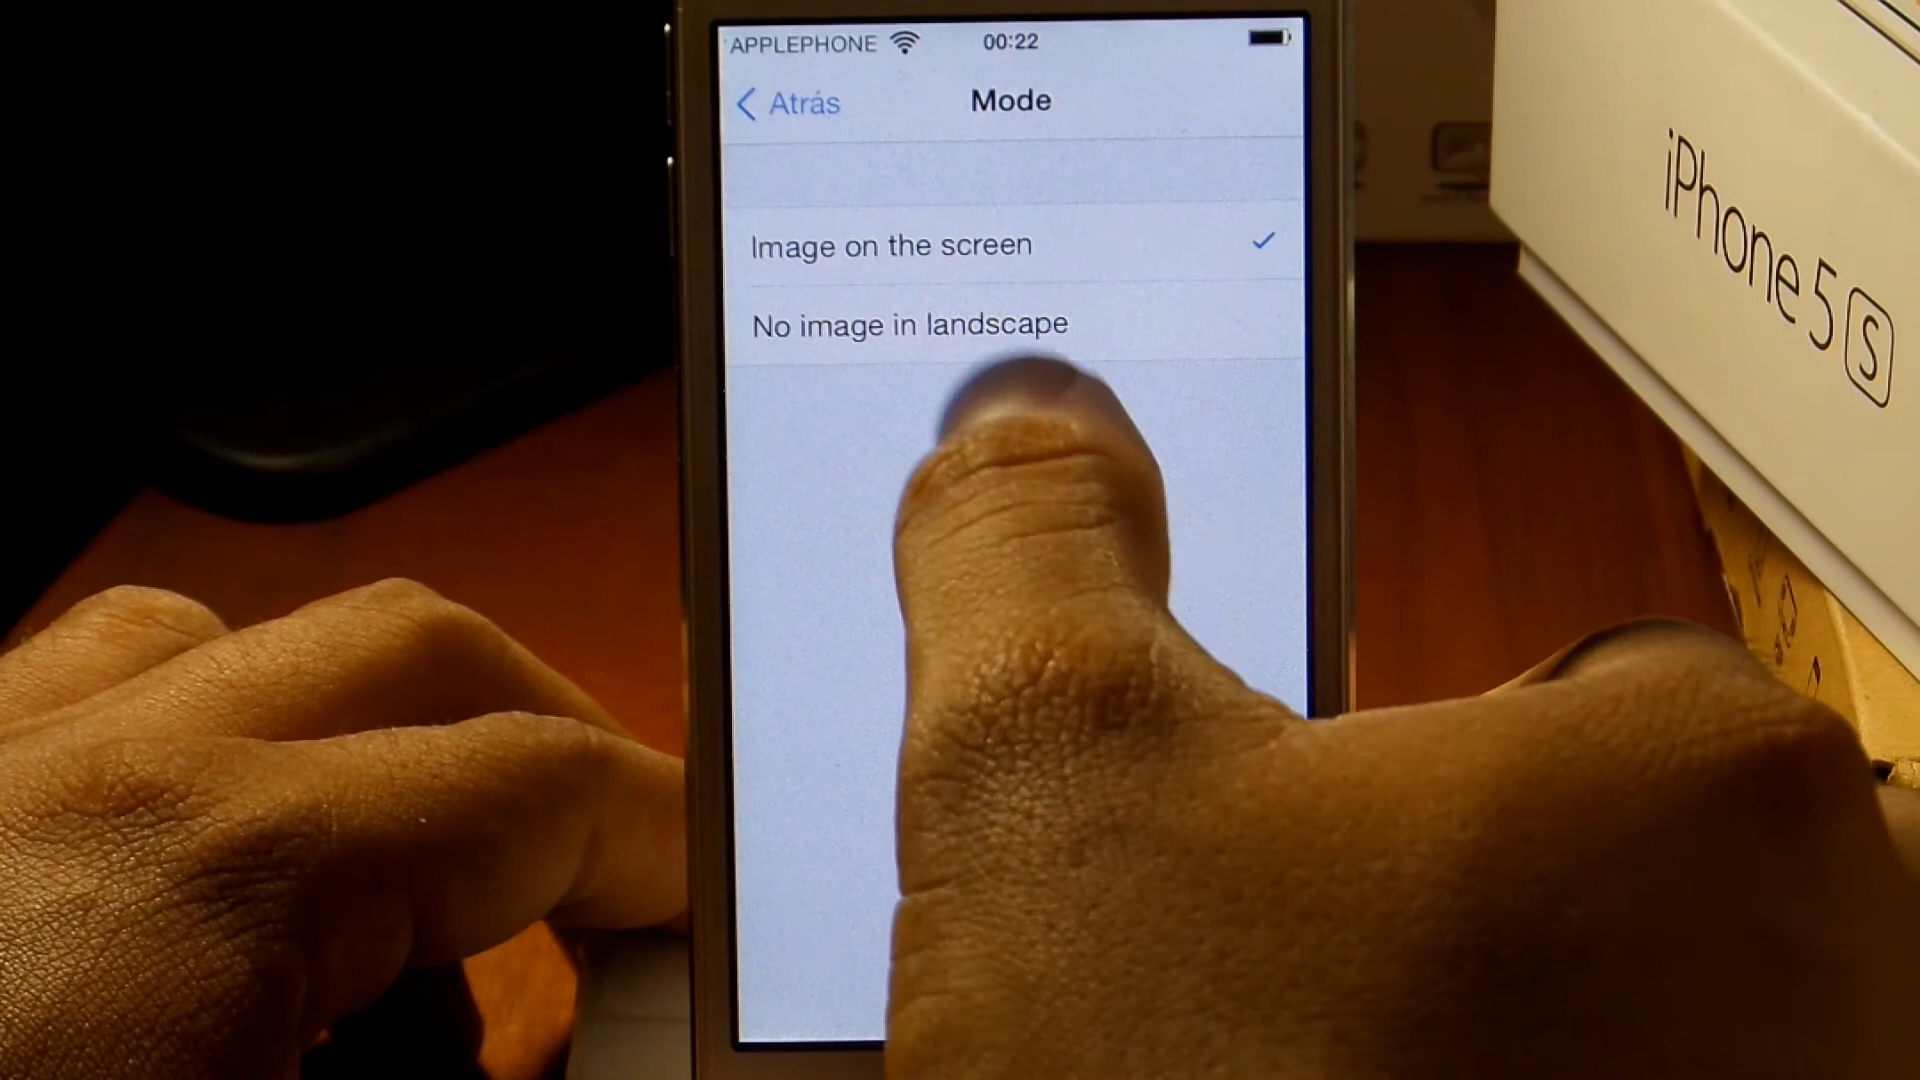 APPLEPHONE 00:22
Atrás Mode
Image on the screen
No image in landscape
iPhone 5s